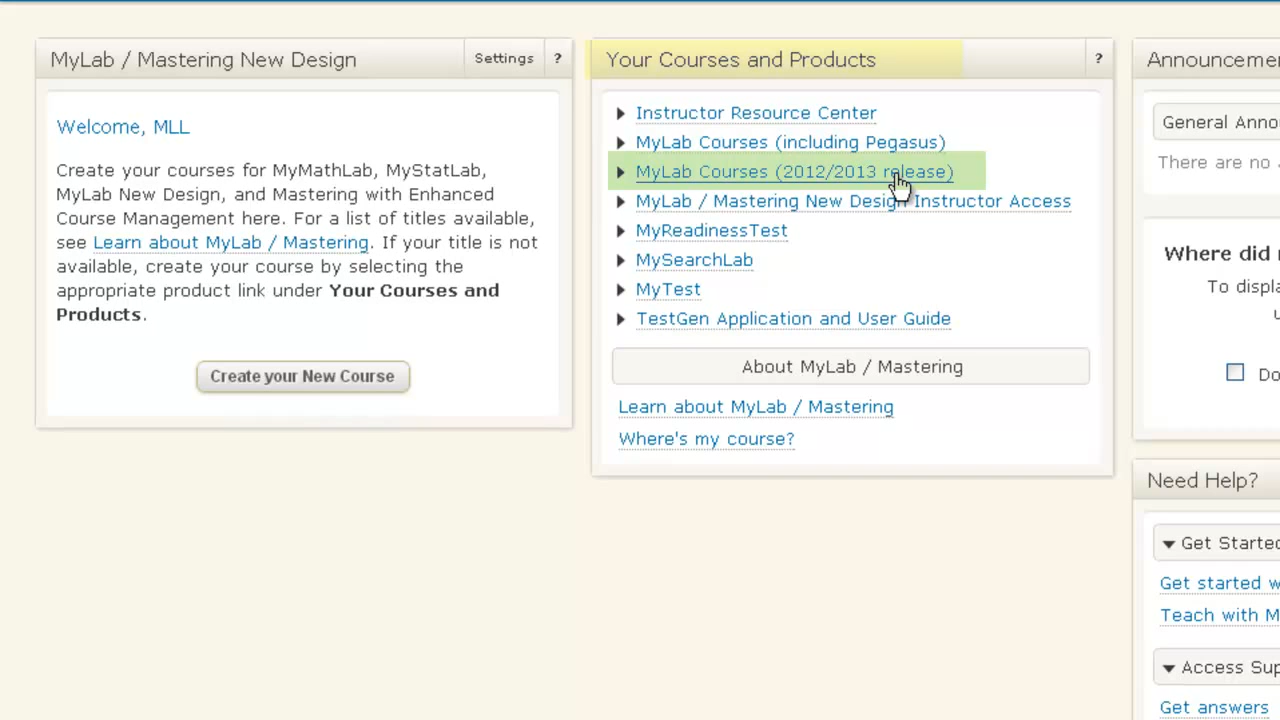 MyLab / Mastering New Design
Settings
?
Welcome, MLL
Create your courses for MyMathLab, MyStatLab,
MyLab New Design, and Mastering with Enhanced
Course Management here. For a list of titles available,
see Learn about MyLab / Mastering. If your title is not
available, create your course by selecting the
appropriate product link under Your Courses and
Products.
Create your New Course
Your Courses and Products
?
Instructor Resource Center
MyLab Courses (including Pegasus)
MyLab Courses (2012/2013 release)
MyLab / Mastering New Design Instructor Access
MyReadinessTest
MySearchLab
MyTest
TestGen Application and User Guide
About MyLab / Mastering
Learn about MyLab / Mastering
Where's my course?
Announcemen
General Anno
There are no
Where did
To displa
Do
Need Help?
Get Started
Get started w
Teach with M
Access Sup
Get answers